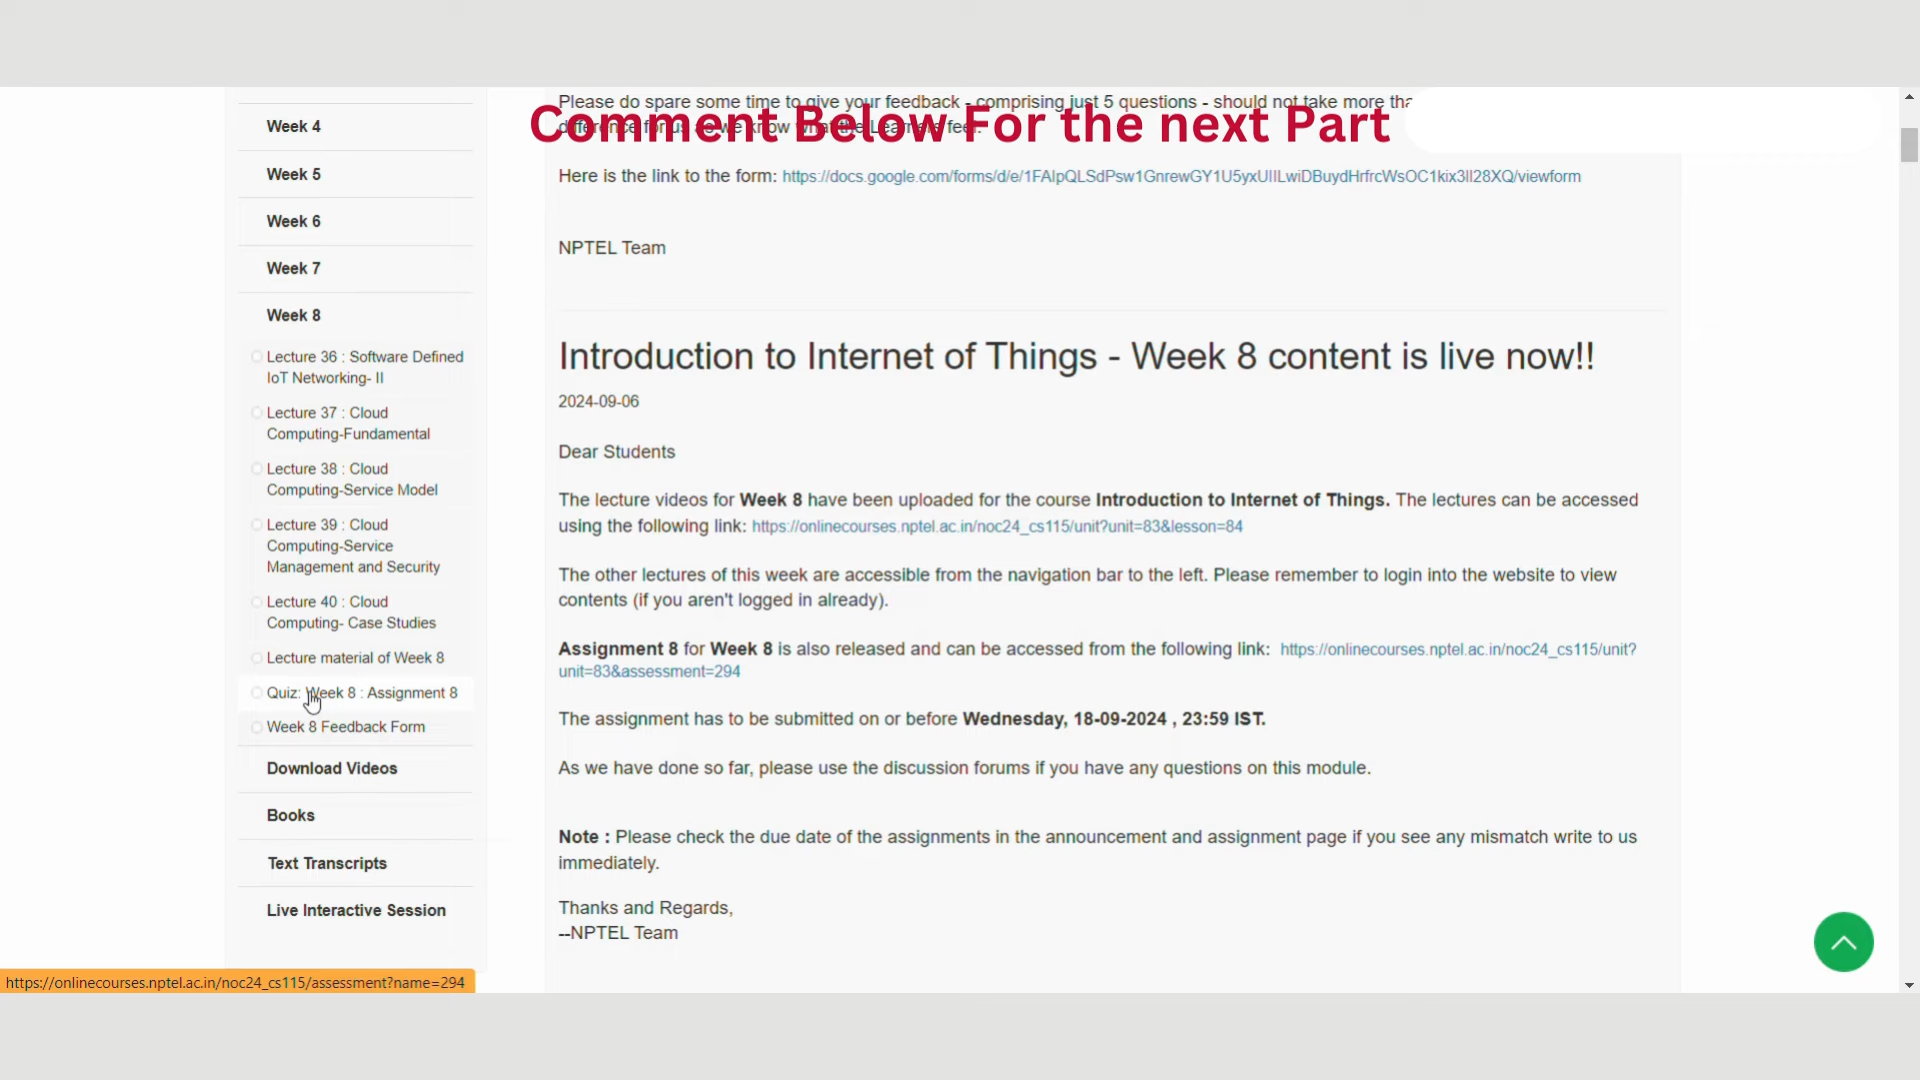 Comment Below For the next Part
Week 4
Week 5
Week 6
Week 7
Week 8
Lecture 36 : Software Defined
IoT Networking- II
Lecture 37 : Cloud
Computing-Fundamental
Lecture 38 : Cloud
Computing-Service Model
Lecture 39 : Cloud
Computing-Service
Management and Security
Lecture 40 : Cloud
Computing- Case Studies
Lecture material of Week 8
Quiz: Week 8 : Assignment 8
Week 8 Feedback Form
Download Videos
Books
Text Transcripts
Live Interactive Session
Please do spare some time to give your feedback - comprising just 5 questions - should not take more
difference for us as we know what the Learners feel.
Here is the link to the form: 
NPTEL Team
Introduction to Internet of Things - Week 8 content is live now!!
2024-09-06
Dear Students
The lecture videos for Week 8 have been uploaded for the course Introduction to Internet of Things. The lectures can be accessed
using the following link: https://onlinecourses.nptel.ac.in/noc24_cs115/unit?unit=83&lesson=84
The other lectures of this week are accessible from the navigation bar to the left. Please remember to login into the website to view
contents (if you aren't logged in already).
Assignment 8 for Week 8 is also released and can be accessed from the following link: https://onlinecourses.nptel.ac.in/noc24_cs115/unit?
unit=83&assessment=294
The assignment has to be submitted on or before Wednesday, 18-09-2024 , 23:59 IST.
As we have done so far, please use the discussion forums if you have any questions on this module.
Note : Please check the due date of the assignments in the announcement and assignment page if you see any mismatch write to us
immediately.
Thanks and Regards,
--NPTEL Team
https://onlinecourses.nptel.ac.in/noc24_cs115/assessment?name=294